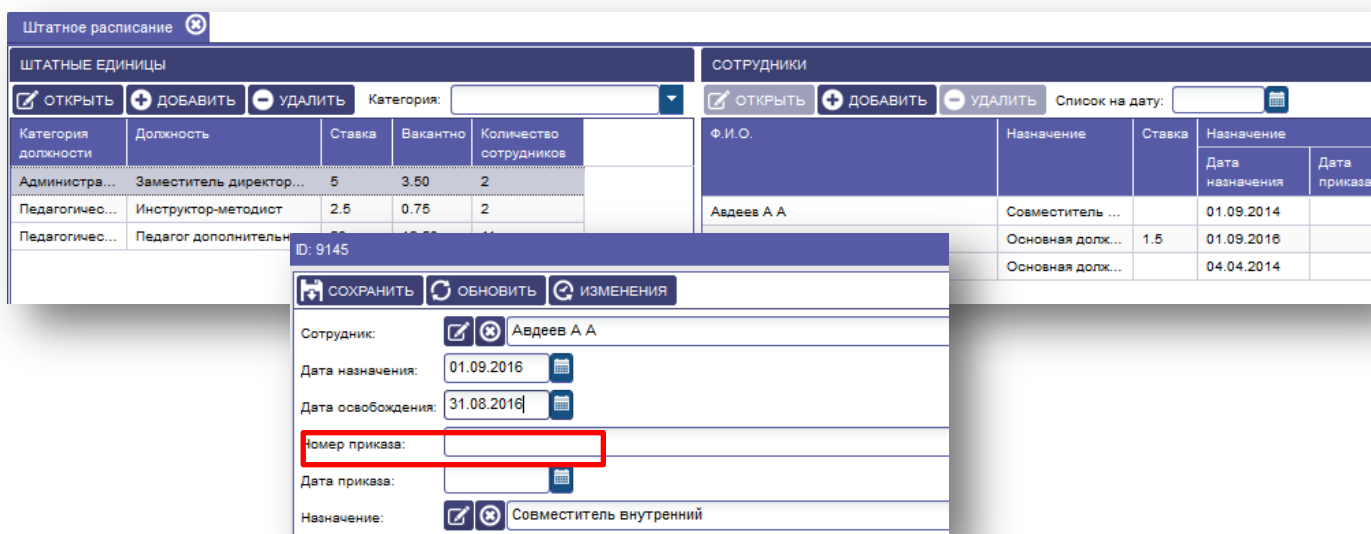 Штатное расписание
ШТАТНЫЕ ЕДИНИЦЫ
СОТРУДНИКИ
ОТКРЫТЬ ДОБАВИТЬ УДАЛИТЬ Категория:
ОТКРЫТЬ ДОБАВИТЬ УДАЛИТЬ Список на дату:
Категория должности Должность Ставка Вакантно Количество сотрудников
Администра... Заместитель директор... 5 3.50 2
Педагогичес... Инструктор-методист 2.5 0.75 2
Педагогичес... Педагог дополнительн
Ф.И.О. Назначение Ставка Назначение
Дата назначения Дата приказа
Авдеев А А Совместитель ... 01.09.2014
Основная долж... 1.5 01.09.2016
Основная долж... 04.04.2014
ID: 9145
СОХРАНИТЬ ОБНОВИТЬ ИЗМЕНЕНИЯ
Сотрудник: Авдеев А А
Дата назначения: 01.09.2016
Дата освобождения: 31.08.2016
Номер приказа:
Дата приказа:
Назначение: Совместитель внутренний